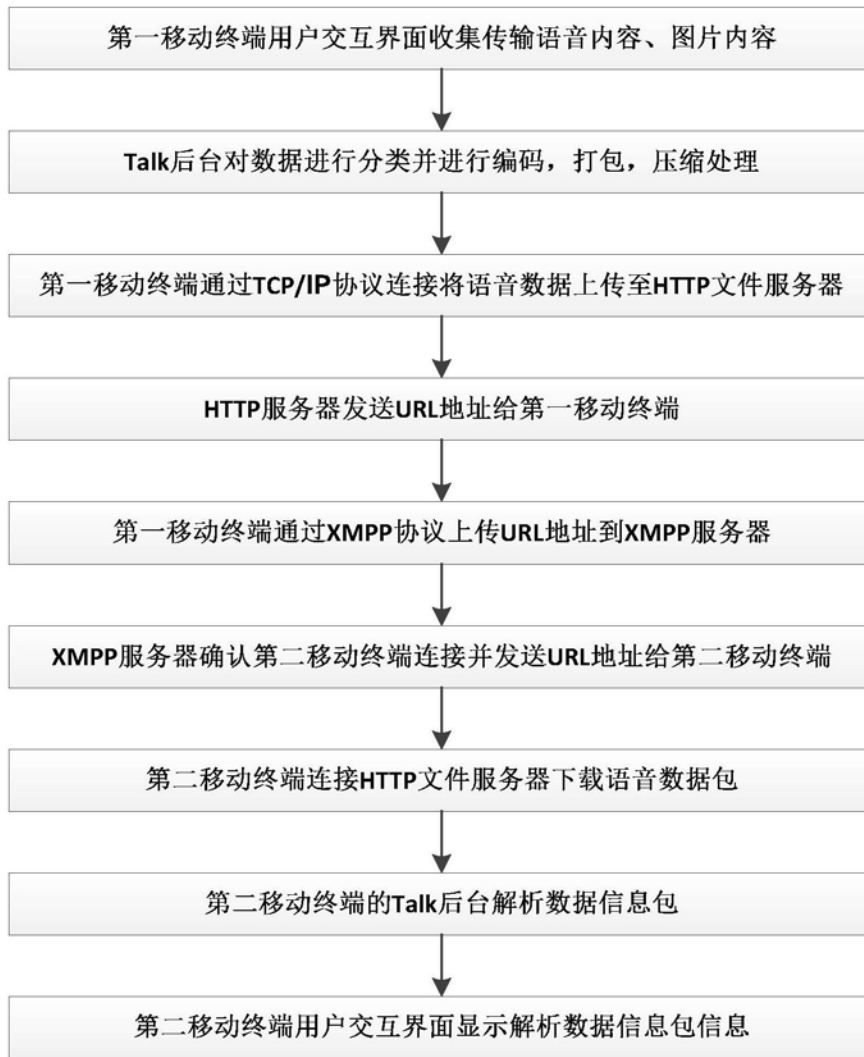 第一移动终端用户交互界面收集传输语音内容、图片内容
Talk后台对数据进行分类并进行编码，打包，压缩处理
第一移动终端通过TCP/IP协议连接将语音数据上传至HTTP文件服务器
HTTP服务器发送URL地址给第一移动终端
第一移动终端通过XMPP协议上传URL地址到XMPP服务器
XMPP服务器确认第二移动终端连接并发送URL地址给第二移动终端
第二移动终端连接HTTP文件服务器下载语音数据包
第二移动终端的Talk后台解析数据信息包
第二移动终端用户交互界面显示解析数据信息包信息